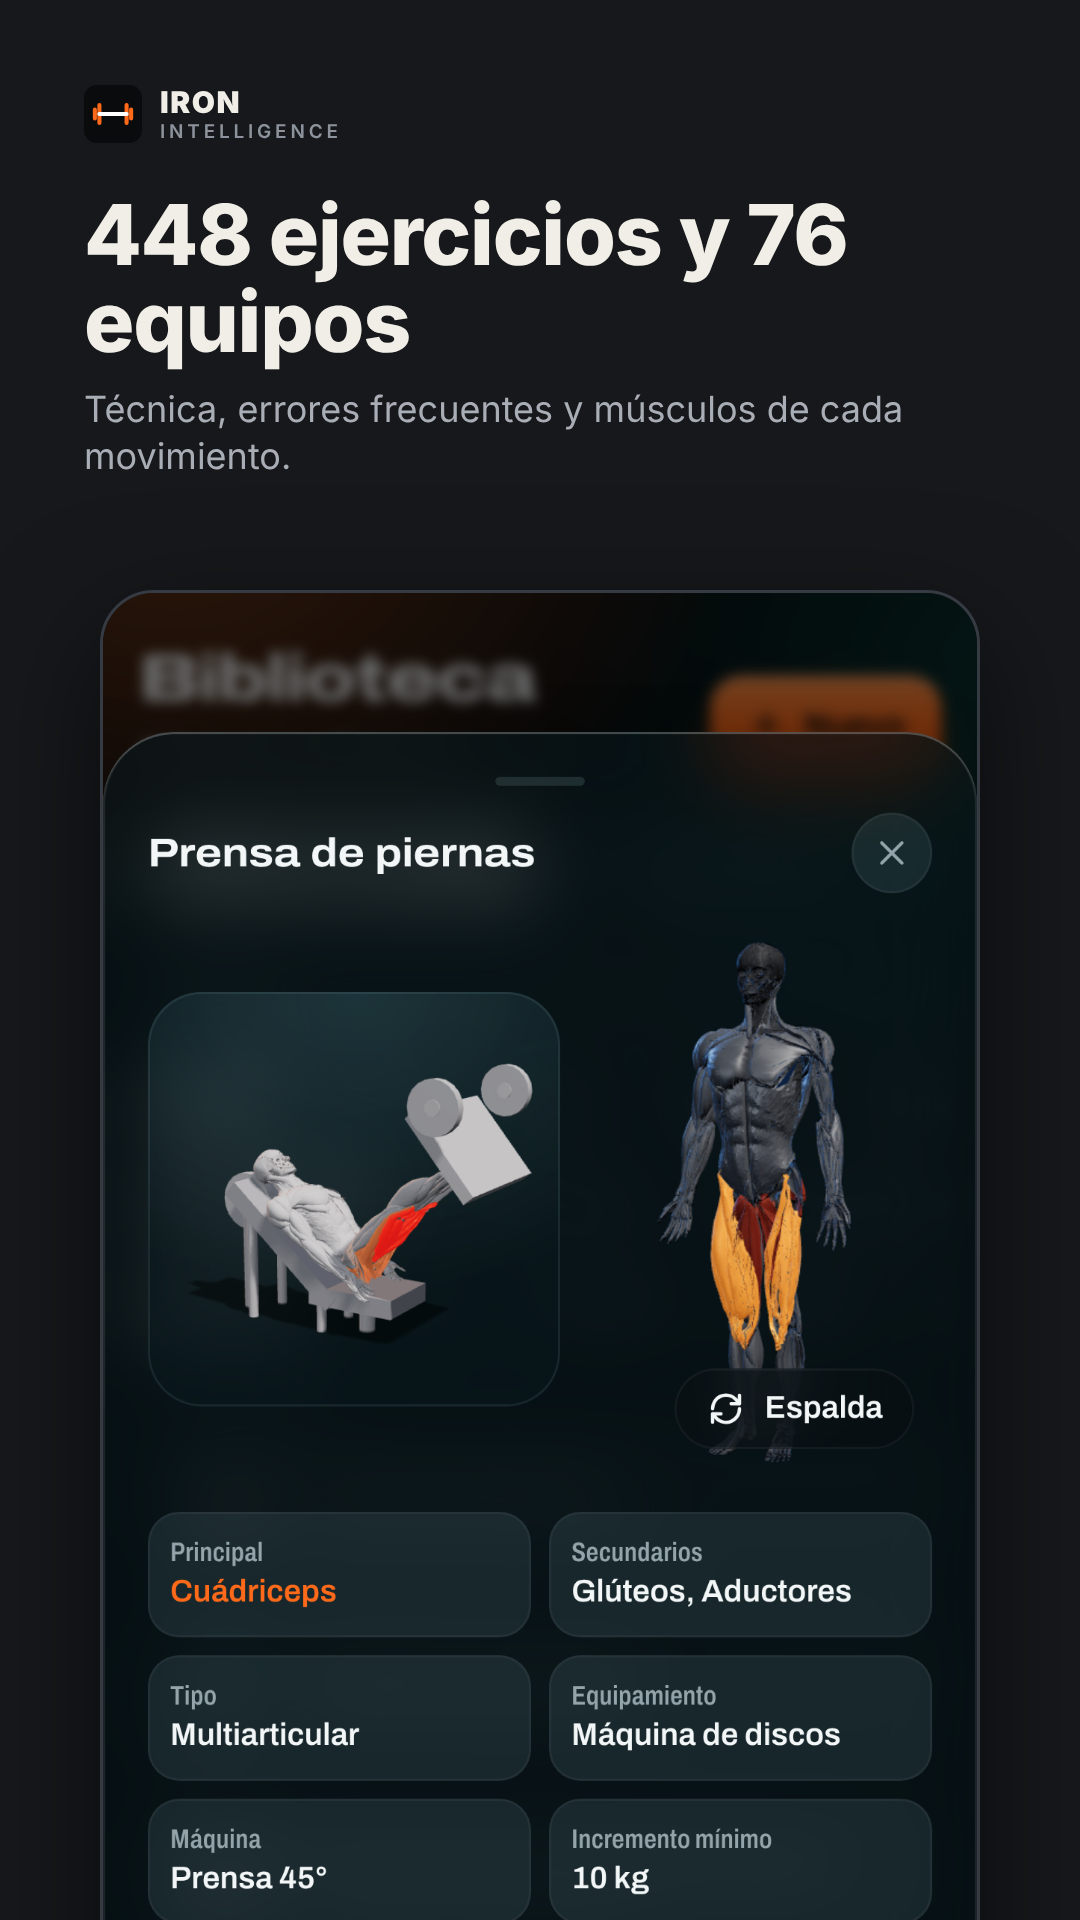 IRON
INTELLIGENCE
448 ejercicios y 76
equipos
Técnica, errores frecuentes y músculos de cada
movimiento.
Biblioteca
Nuevo
Prensa de piernas
Espalda
Principal
Cuádriceps
Secundarios
Glúteos, Aductores
Tipo
Multiarticular
Equipamiento
Máquina de discos
Máquina
Prensa 45°
Incremento mínimo
10 kg